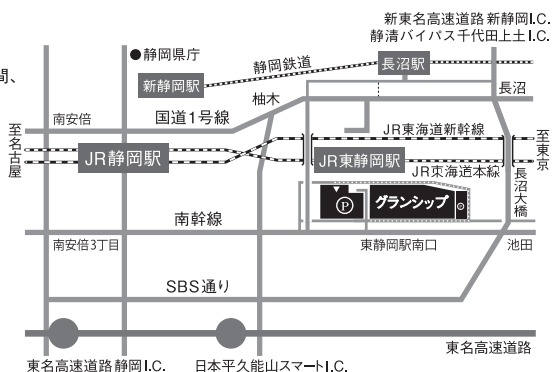 新東名高速道路 新静岡I.C.
静清バイパス千代田上土I.C.
●静岡県庁
間、
静岡鉄道
長沼駅
新静岡駅
柚木
長沼
南安倍
国道1号線
JR東海道新幹線
至名古屋
JR静岡駅
JR東静岡駅
至東京
JR東海道本線
長沼大橋
P
グランシップ
南幹線
南安倍3丁目
東静岡駅南口
池田
SBS通り
東名高速道路
東名高速道路 静岡I.C.
日本平久能山スマートI.C.